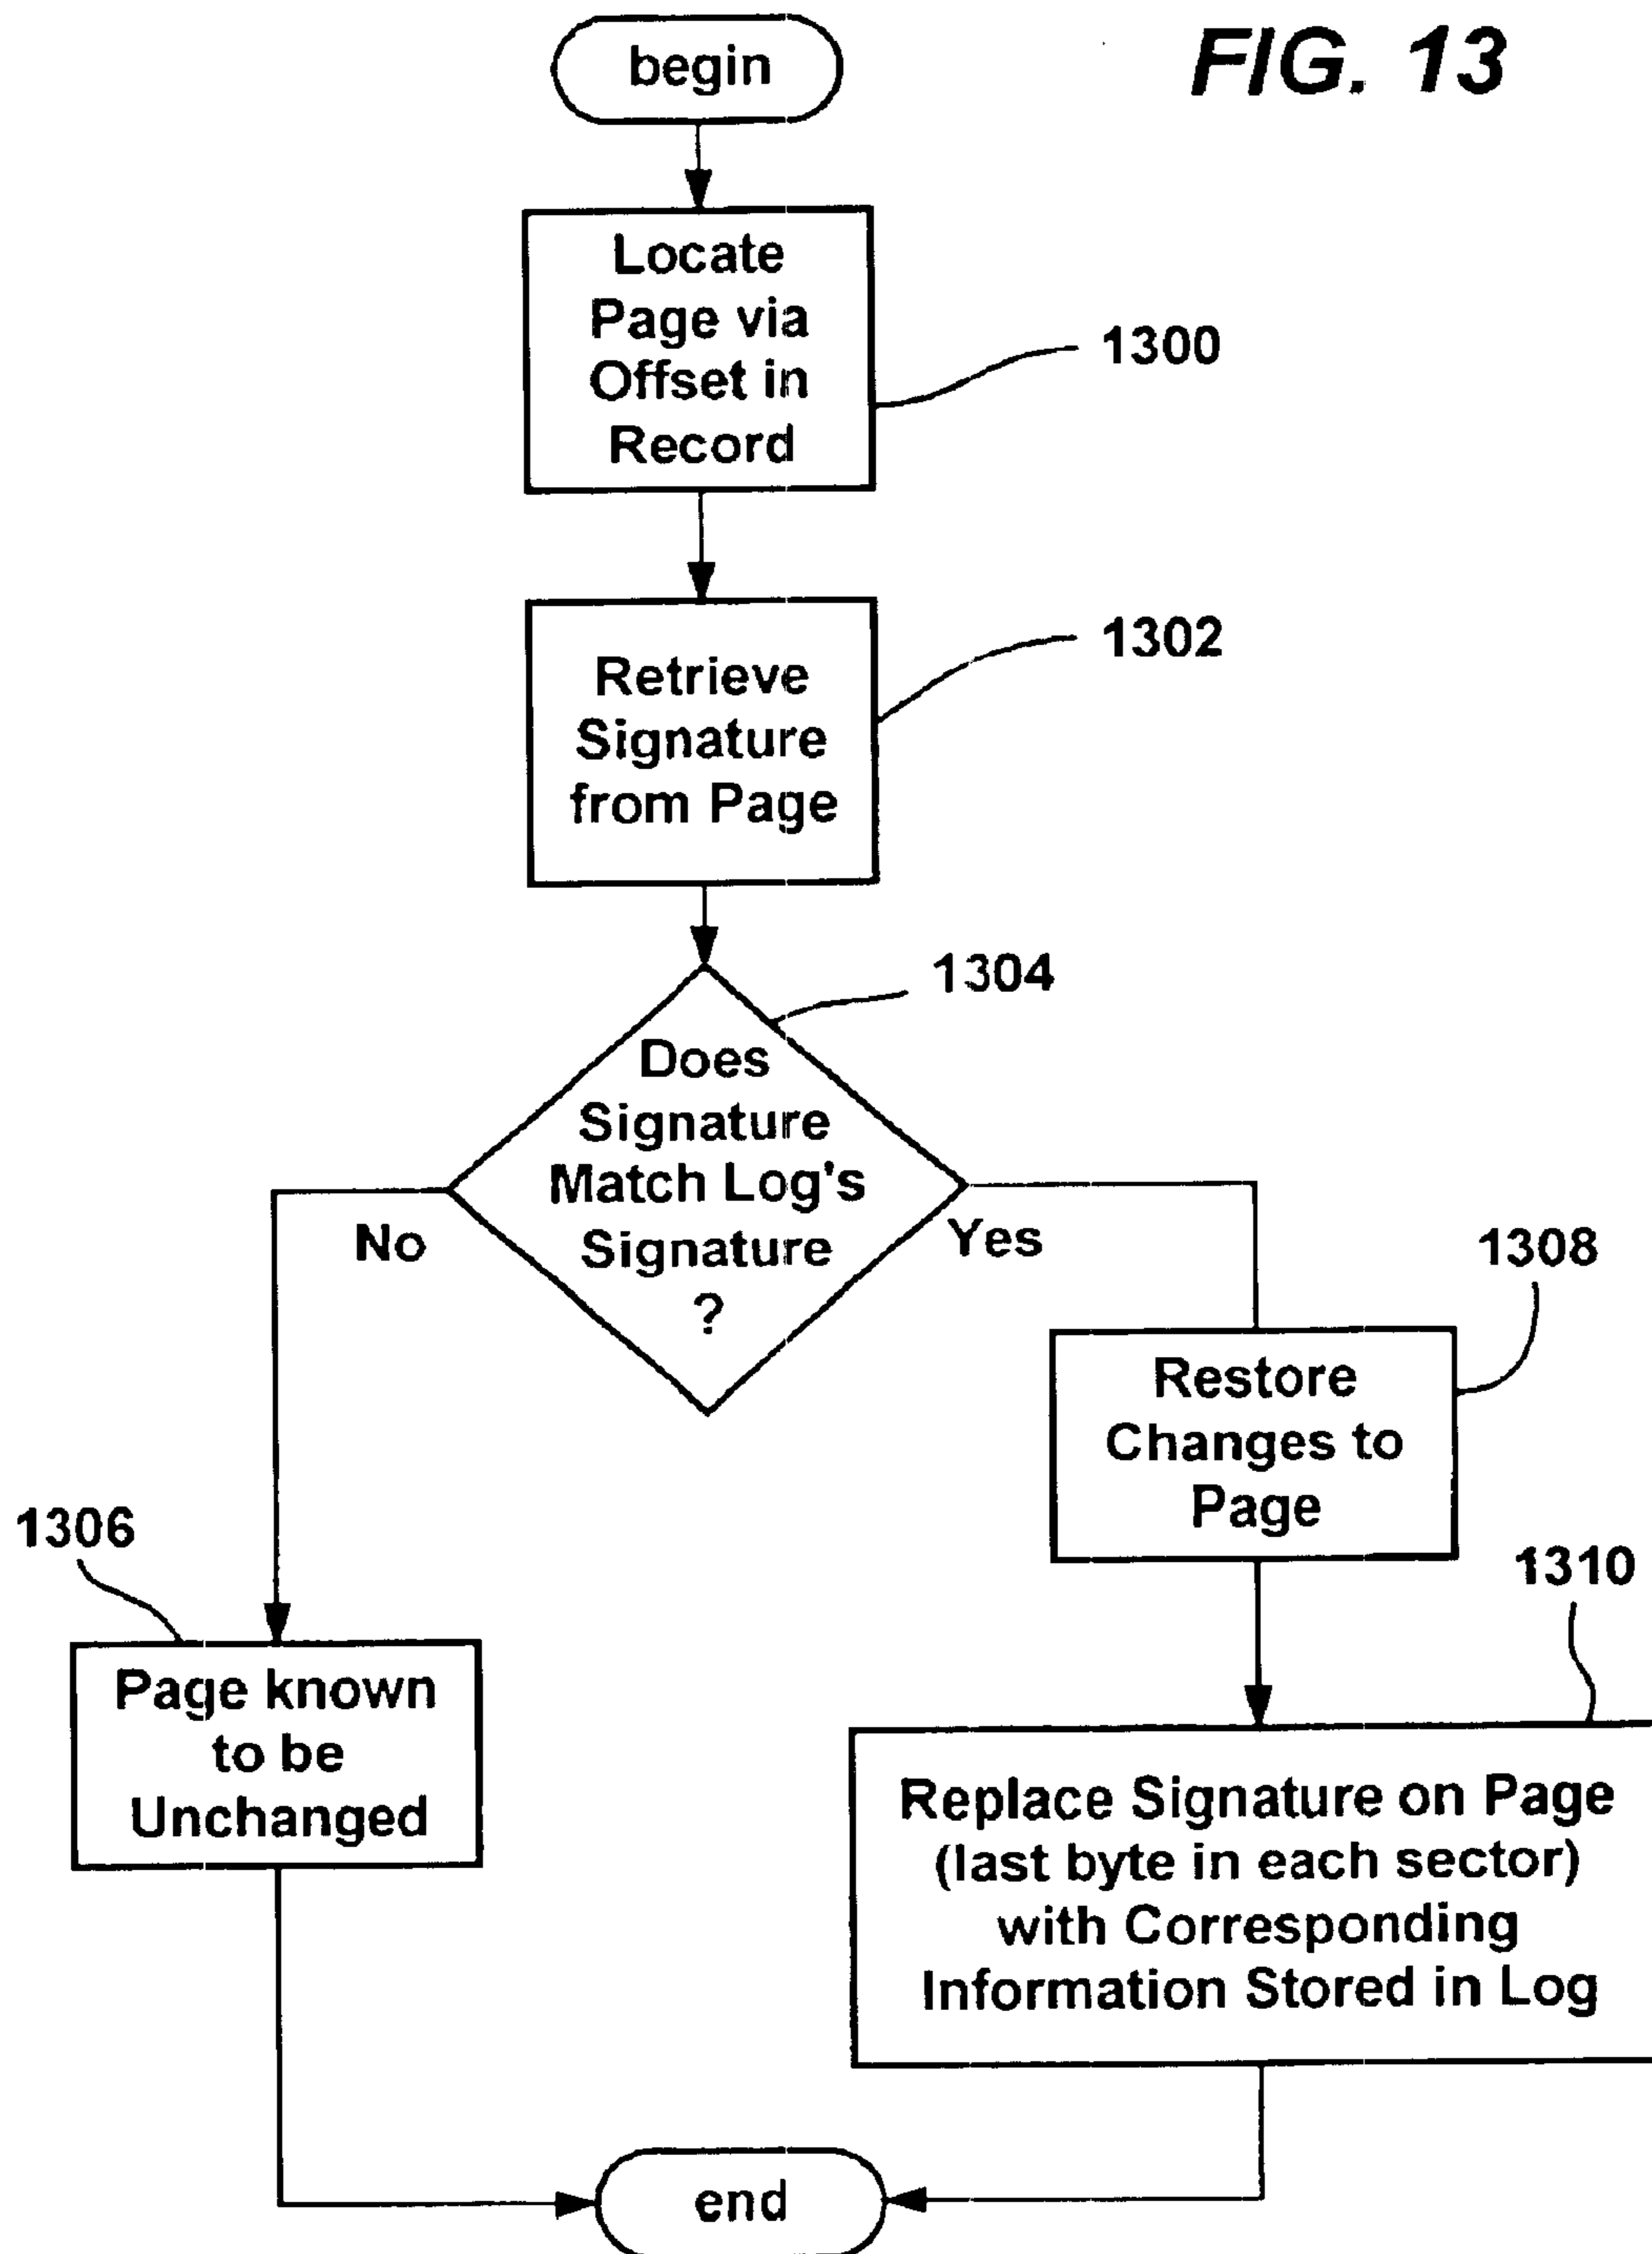 FIG. 13
begin
Locate
Page via
Offset in
Record
1300
Retrieve
Signature
from Page
1302
1304
Does
Signature
Match Log's
Signature
?
No
Yes
1308
Restore
Changes to
Page
1306
Page known
to be
Unchanged
1310
Replace Signature on Page
(last byte in each sector)
with Corresponding
Information Stored in Log
end